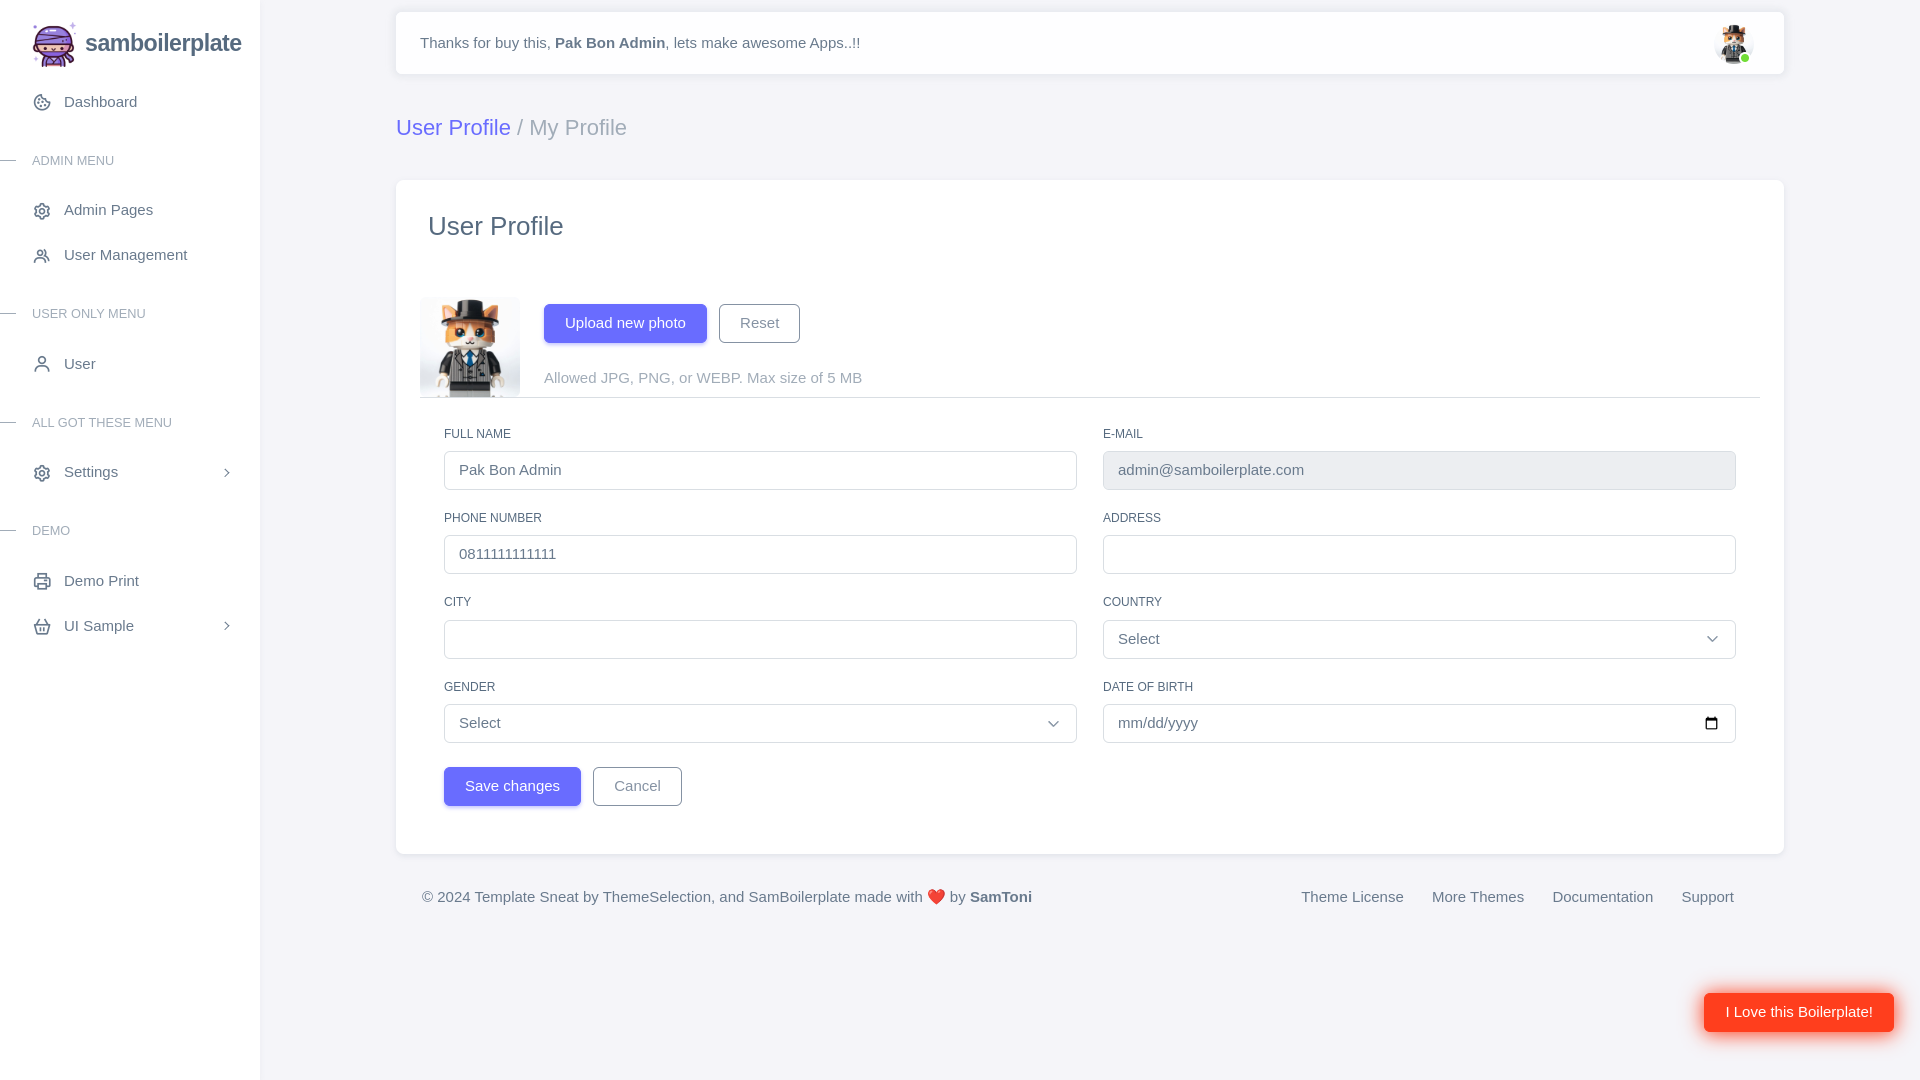 samboilerplate
Dashboard
ADMIN MENU
Admin Pages
User Management
USER ONLY MENU
User
ALL GOT THESE MENU
Settings
DEMO
Demo Print
UI Sample
Thanks for buy this, Pak Bon Admin, lets make awesome Apps..!!
User Profile / My Profile
User Profile
Upload new photo
Reset
Allowed JPG, PNG, or WEBP. Max size of 5 MB
FULL NAME
Pak Bon Admin
E-MAIL
admin@samboilerplate.com
PHONE NUMBER
0811111111111
ADDRESS
CITY
COUNTRY
Select
GENDER
Select
DATE OF BIRTH
mm/dd/yyyy
Save changes
Cancel
© 2024 Template Sneat by ThemeSelection, and SamBoilerplate made with ❤️ by SamToni
Theme License
More Themes
Documentation
Support
I Love this Boilerplate!